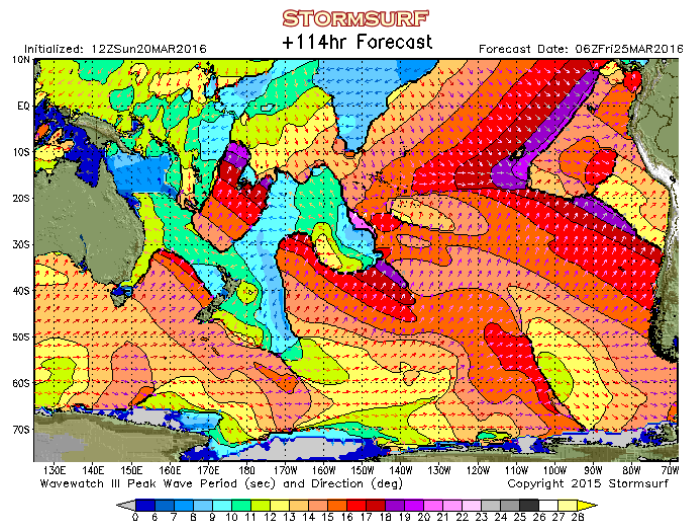 STORMSURF
+114hr Forecast
Initialized: 12ZSun20MAR2016
Forecast Date: 06ZFri25MAR2016
10N
EQ
10S
20S
30S
40S
50S
60S
70S
130E 140E 150E 160E 170E 180 170W 160W 150W 140W 130W 120W 110W 100W 90W 80W 70W
Wavewatch III Peak Wave Period (sec) and Direction (deg)
Copyright 2015 Stormsurf
0 6 7 8 9 10 11 12 13 14 15 16 17 18 19 20 21 22 23 24 25 26 27 28